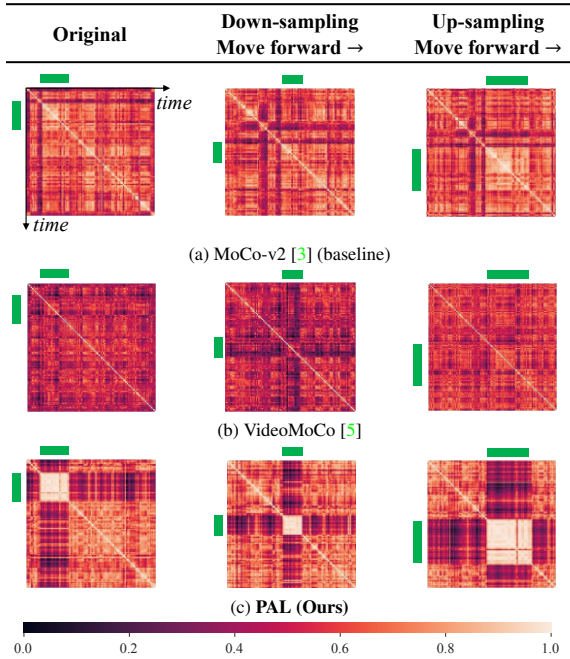 Original
Down-sampling
Move forward →
Up-sampling
Move forward →
time
time
(a) MoCo-v2 [3] (baseline)
(b) VideoMoCo [5]
(c) PAL (Ours)
0.0 0.2 0.4 0.6 0.8 1.0